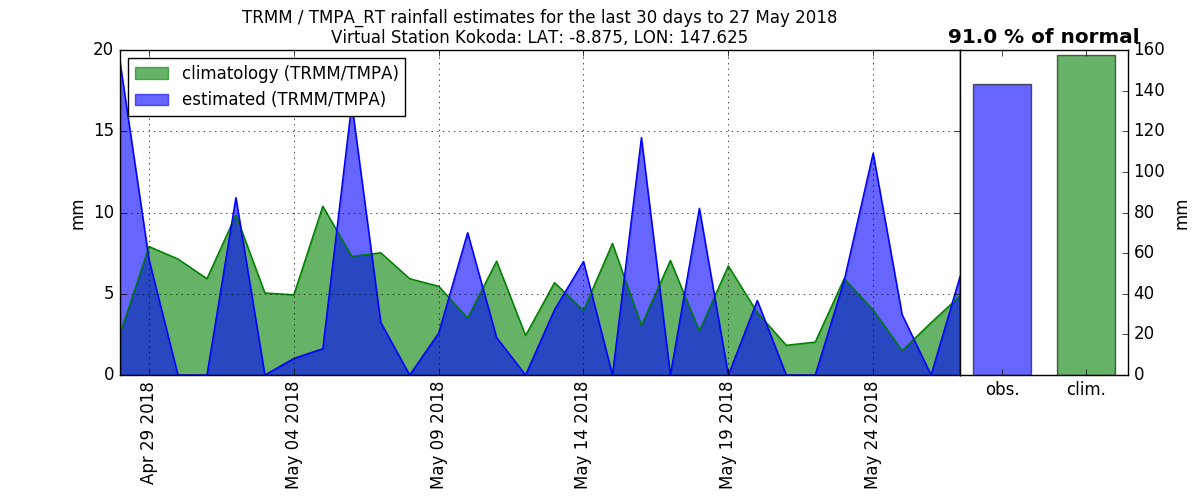 TRMM / TMPA_RT rainfall estimates for the last 30 days to 27 May 2018
Virtual Station Kokoda: LAT: -8.875, LON: 147.625
91.0 % of normal
climatology (TRMM/TMPA)
estimated (TRMM/TMPA)
20
15
10
5
0
mm
160
140
120
100
80
60
40
20
0
mm
Apr 29 2018
May 04 2018
May 09 2018
May 14 2018
May 19 2018
May 24 2018
obs.
clim.